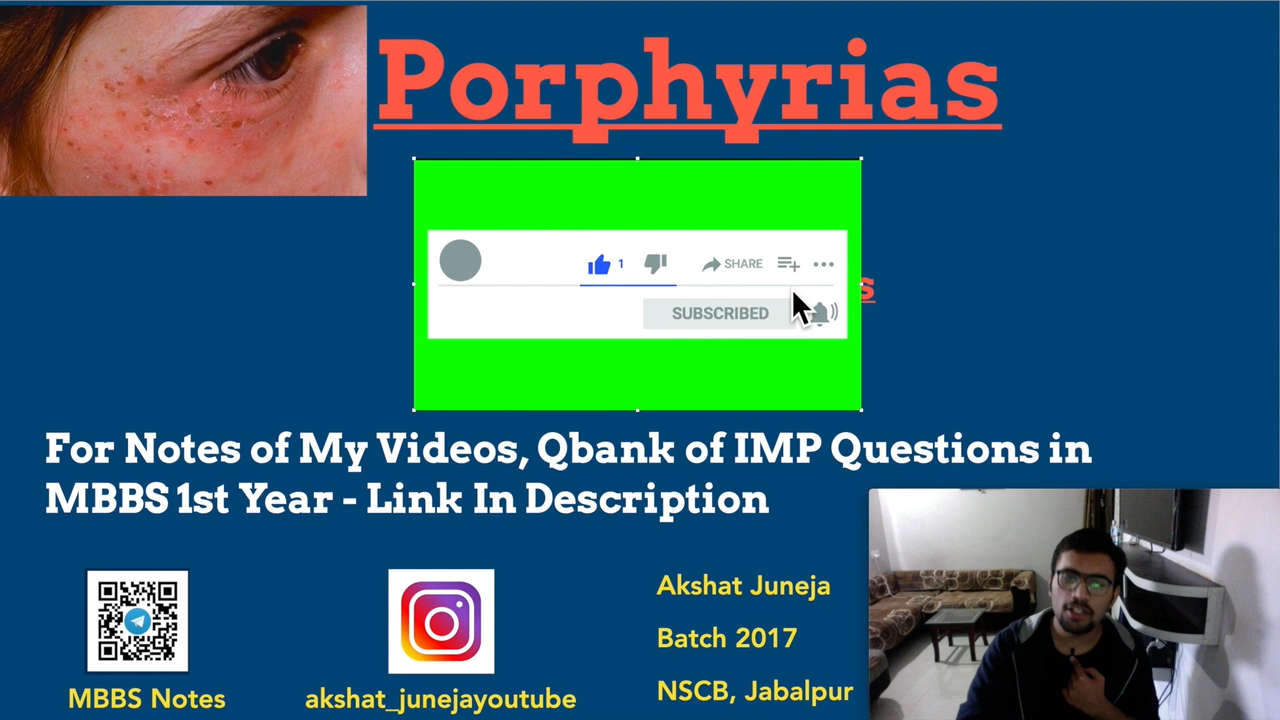 Porphyrias
1
SHARE
s
SUBSCRIBED
For Notes of My Videos, Qbank of IMP Questions in
MBBS 1st Year - Link In Description
Akshat Juneja
Batch 2017
NSCB, Jabalpur
MBBS Notes
akshat_junejayoutube